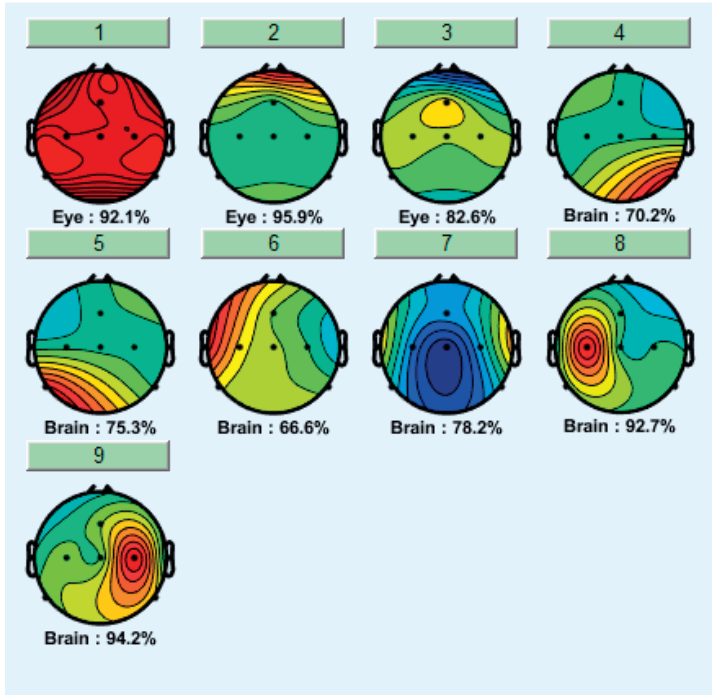 1 2 3 4
Eye : 92.1% Eye : 95.9% Eye : 82.6% Brain : 70.2%
5 6 7 8
Brain : 75.3% Brain : 66.6% Brain : 78.2% Brain : 92.7%
9
Brain : 94.2%